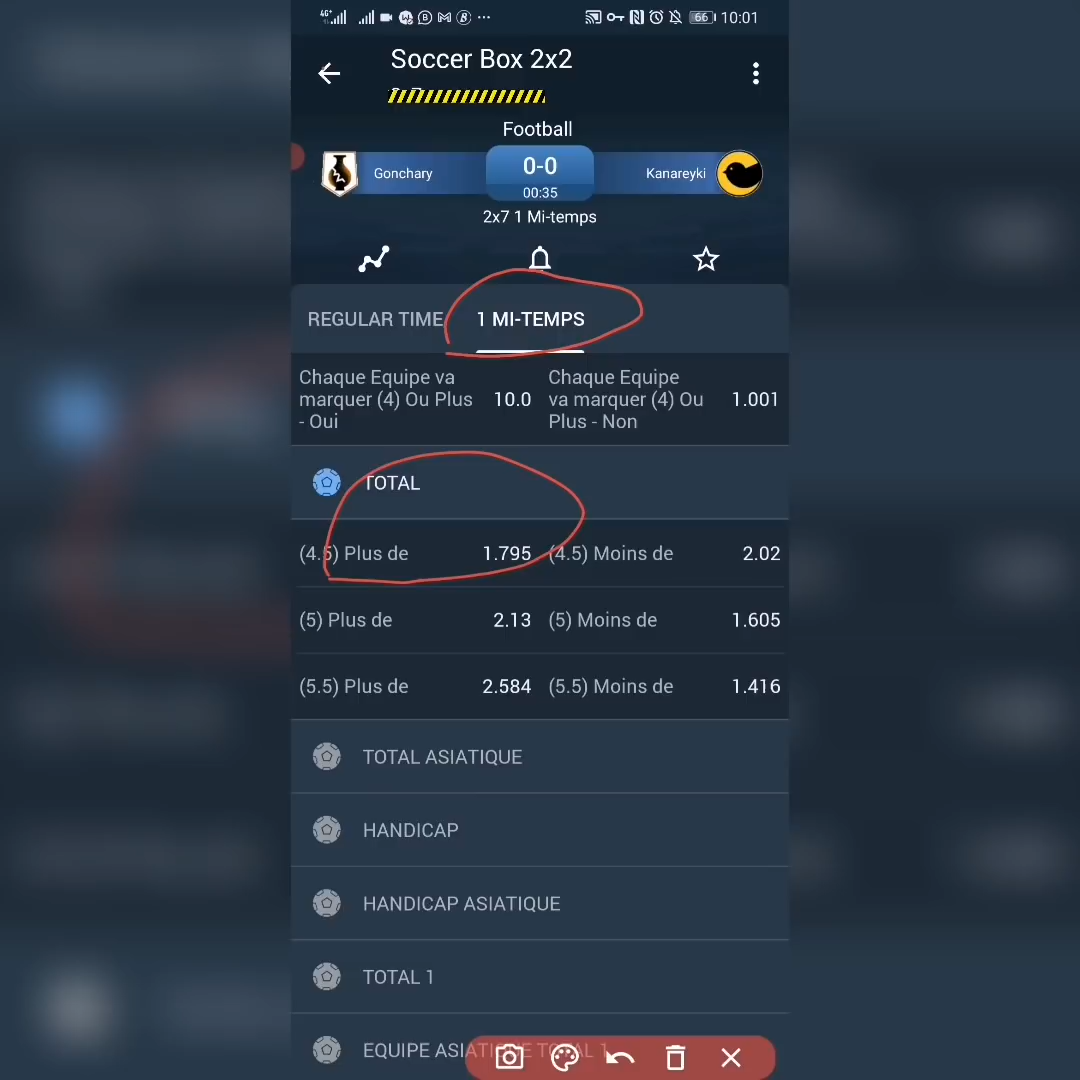 4G+ 66 10:01
Soccer Box 2x2
Football
Gonchary 0-0 Kanareyki
00:35
2x7 1 Mi-temps
REGULAR TIME 1 MI-TEMPS
Chaque Equipe va marquer (4) Ou Plus - Oui 10.0 Chaque Equipe va marquer (4) Ou Plus - Non 1.001
TOTAL
(4.5) Plus de 1.795 (4.5) Moins de 2.02
(5) Plus de 2.13 (5) Moins de 1.605
(5.5) Plus de 2.584 (5.5) Moins de 1.416
TOTAL ASIATIQUE
HANDICAP
HANDICAP ASIATIQUE
TOTAL 1
EQUIPE ASIATIQUE TOTAL 1